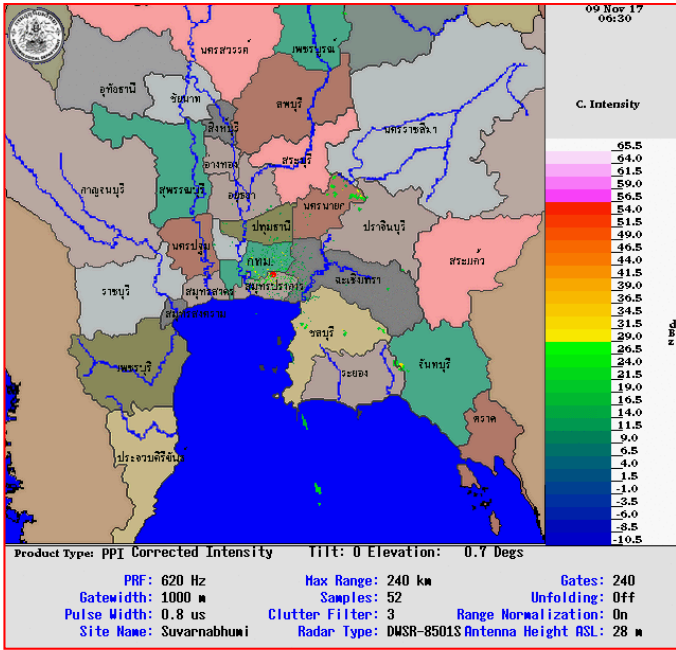 09 Nov 17
06:30
C. Intensity
65.5
64.0
61.5
59.0
56.5
54.0
51.5
49.0
46.5
44.0
41.5
39.0
36.5
34.0
31.5
29.0
26.5
24.0
21.5
19.0
16.5
14.0
11.5
9.0
6.5
4.0
1.5
-1.0
-3.5
-6.0
-8.5
-10.5
นครสวรรค์
เพชรบูรณ์
อุทัยธานี
ชัยนาท
ลพบุรี
สิงหบุรี
นครราชสีมา
อ่างทอง
สระบุรี
กาญจนบุรี
สุพรรณบุรี
อยุธยา
นครนายก
ปราจีนบุรี
ปทุมธานี
นครปฐม
กทม.
สระแก้ว
ราชบุรี
ฉะเชิงเทรา
สมุทรสาคร
สมุทรปราการ
สมุทรสงคราม
ชลบุรี
เพชรบุรี
ระยอง
จันทบุรี
ตราด
ประจวบคีรีขันธ์
Product Type: PPI Corrected Intensity Tilt: 0 Elevation: 0.7 Degs
PRF: 620 Hz Max Range: 240 km Gates: 240
Gatewidth: 1000 m Samples: 52 Unfolding: Off
Pulse Width: 0.8 us Clutter Filter: 3 Range Normalization: On
Site Name: Suvarnabhumi Radar Type: DWSR-8501S Antenna Height ASL: 28 m